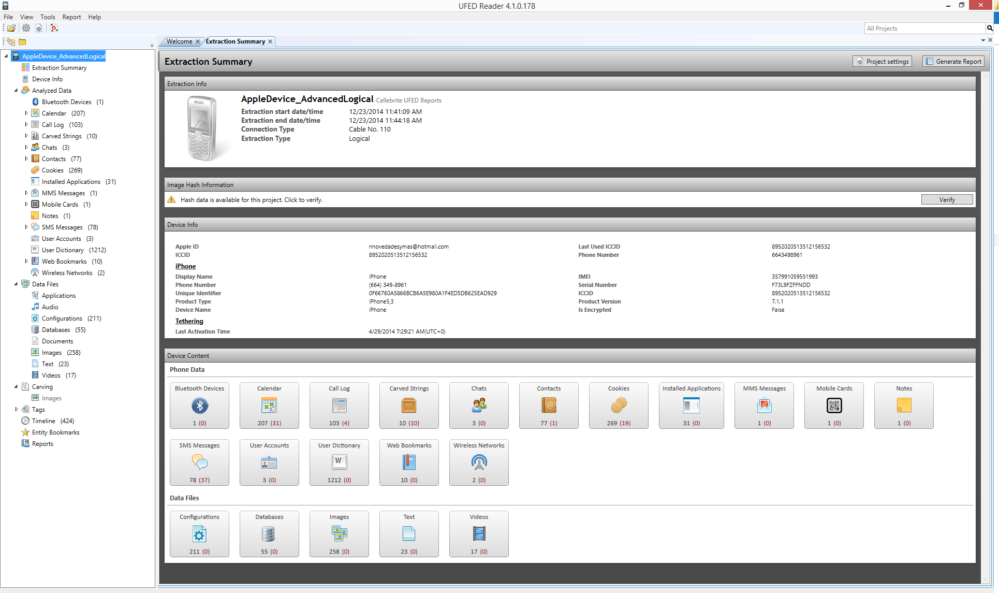 UFED Reader 4.1.0.178
File View Tools Report Help
All Projects
Welcome Extraction Summary
AppleDevice_AdvancedLogical
Extraction Summary
Device Info
Analyzed Data
Bluetooth Devices (1)
Calendar (207)
Call Log (103)
Carved Strings (10)
Chats (3)
Contacts (77)
Cookies (269)
Installed Applications (31)
MMS Messages (1)
Mobile Cards (1)
Notes (1)
SMS Messages (78)
User Accounts (3)
User Dictionary (1212)
Web Bookmarks (10)
Wireless Networks (2)
Data Files
Applications
Audio
Configurations (211)
Databases (55)
Documents
Images (258)
Text (23)
Videos (17)
Carving
Images
Tags
Timeline (424)
Entity Bookmarks
Reports
Extraction Summary Project settings Generate Report
Extraction Info
AppleDevice_AdvancedLogical Cellebrite UFED Reports
Extraction start date/time 12/23/2014 11:41:09 AM
Extraction end date/time 12/23/2014 11:44:18 AM
Connection Type Cable No. 110
Extraction Type Logical
Image Hash Information
Hash data is available for this project. Click to verify. Verify
Device Info
Apple ID nnovedadesymas@hotmail.com Last Used ICCID 8952020513512156532
ICCID 8952020513512156532 Phone Number 6643498961
iPhone
Display Name iPhone IMEI 357991059551993
Phone Number (664) 349-8961 Serial Number F73L9FZFFNDD
Unique Identifier 0F66760A5866BCB6A5E980A1F4ED5DB625EAD929 ICCID 8952020513512156532
Product Type iPhone5,3 Product Version 7.1.1
Device Name iPhone Is Encrypted False
Tethering
Last Activation Time 4/29/2014 7:29:21 AM(UTC+0)
Device Content
Phone Data
Bluetooth Devices Calendar Call Log Carved Strings Chats Contacts Cookies Installed Applications MMS Messages Mobile Cards Notes
1 (0) 207 (31) 103 (4) 10 (10) 3 (0) 77 (1) 269 (19) 31 (0) 1 (0) 1 (0) 1 (0)
SMS Messages User Accounts User Dictionary Web Bookmarks Wireless Networks
W
78 (37) 3 (0) 1212 (0) 10 (0) 2 (0)
Data Files
Configurations Databases Images Text Videos
211 (0) 55 (0) 258 (0) 23 (0) 17 (0)